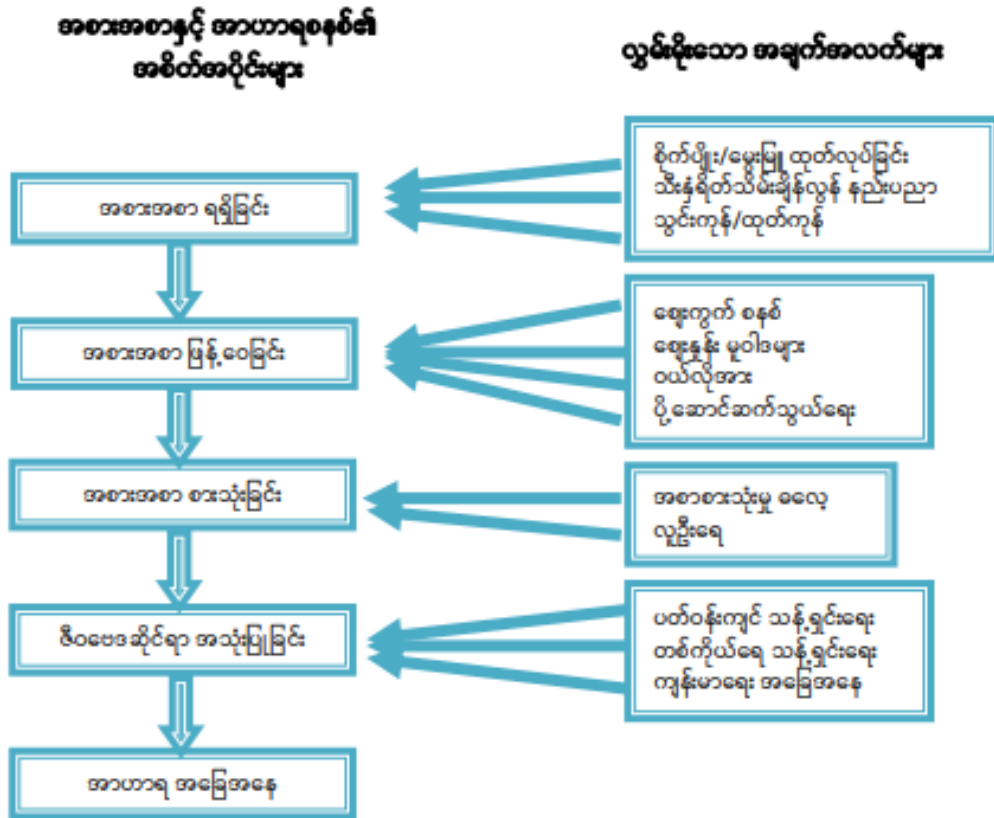 အစားအစာနှင့် အာဟာရစနစ်၏
အစိတ်အပိုင်းများ
လွှမ်းမိုးသော အချက်အလက်များ
အစားအစာ ရရှိခြင်း
စိုက်ပျိုး/မွေးမြူ ထုတ်လုပ်ခြင်း
သီးနှံရိတ်သိမ်းချိန်လွန် နည်းပညာ
သွင်းကုန်/ထုတ်ကုန်
အစားအစာ ဖြန့်ဝေခြင်း
ဈေးကွက် စနစ်
ဈေးနှုန်း မူဝါဒများ
ဝယ်လိုအား
ပို့ဆောင်ဆက်သွယ်ရေး
အစားအစာ စားသုံးခြင်း
အစာစားသုံးမှု ဓလေ့
လူဦးရေ
ဇီဝဗေဒဆိုင်ရာ အသုံးပြုခြင်း
ပတ်ဝန်းကျင် သန့်ရှင်းရေး
တစ်ကိုယ်ရေ သန့်ရှင်းရေး
ကျန်းမာရေး အခြေအနေ
အာဟာရ အခြေအနေ